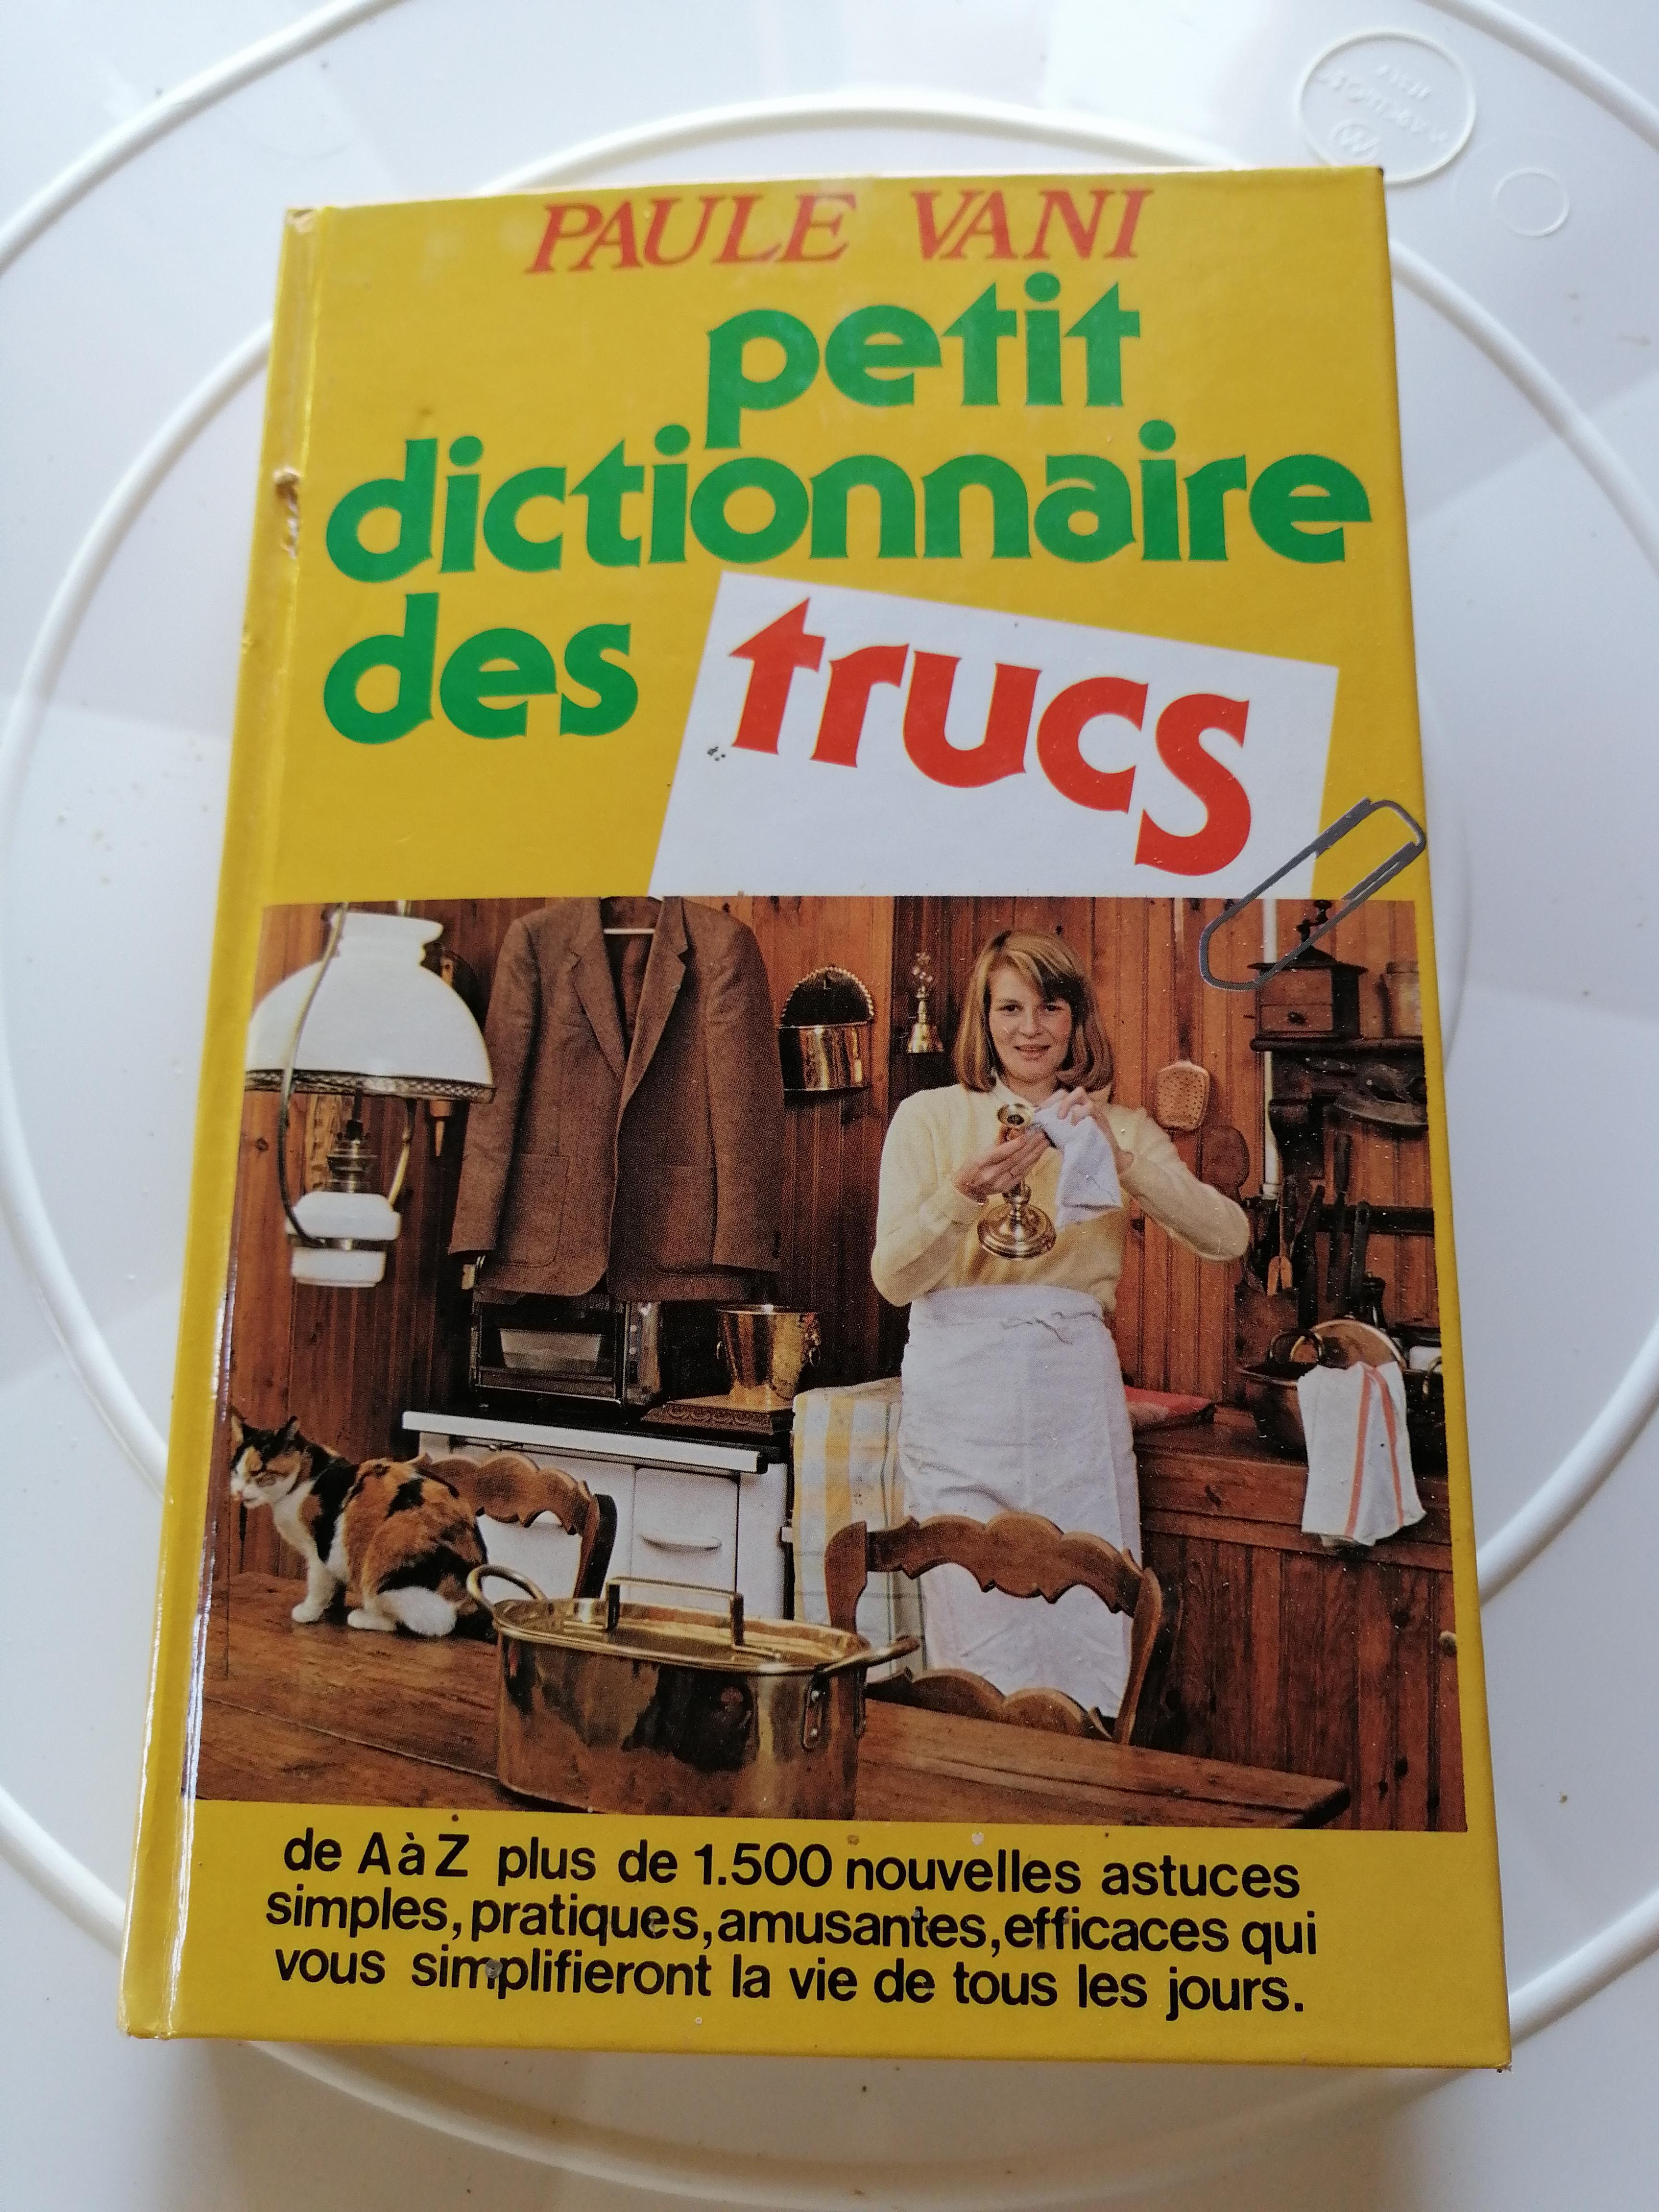 PAULE VANI
petit
dictionnaire
des trucs
de A à Z plus de 1.500 nouvelles astuces
simples, pratiques, amusantes, efficaces qui
vous simplifieront la vie de tous les jours.